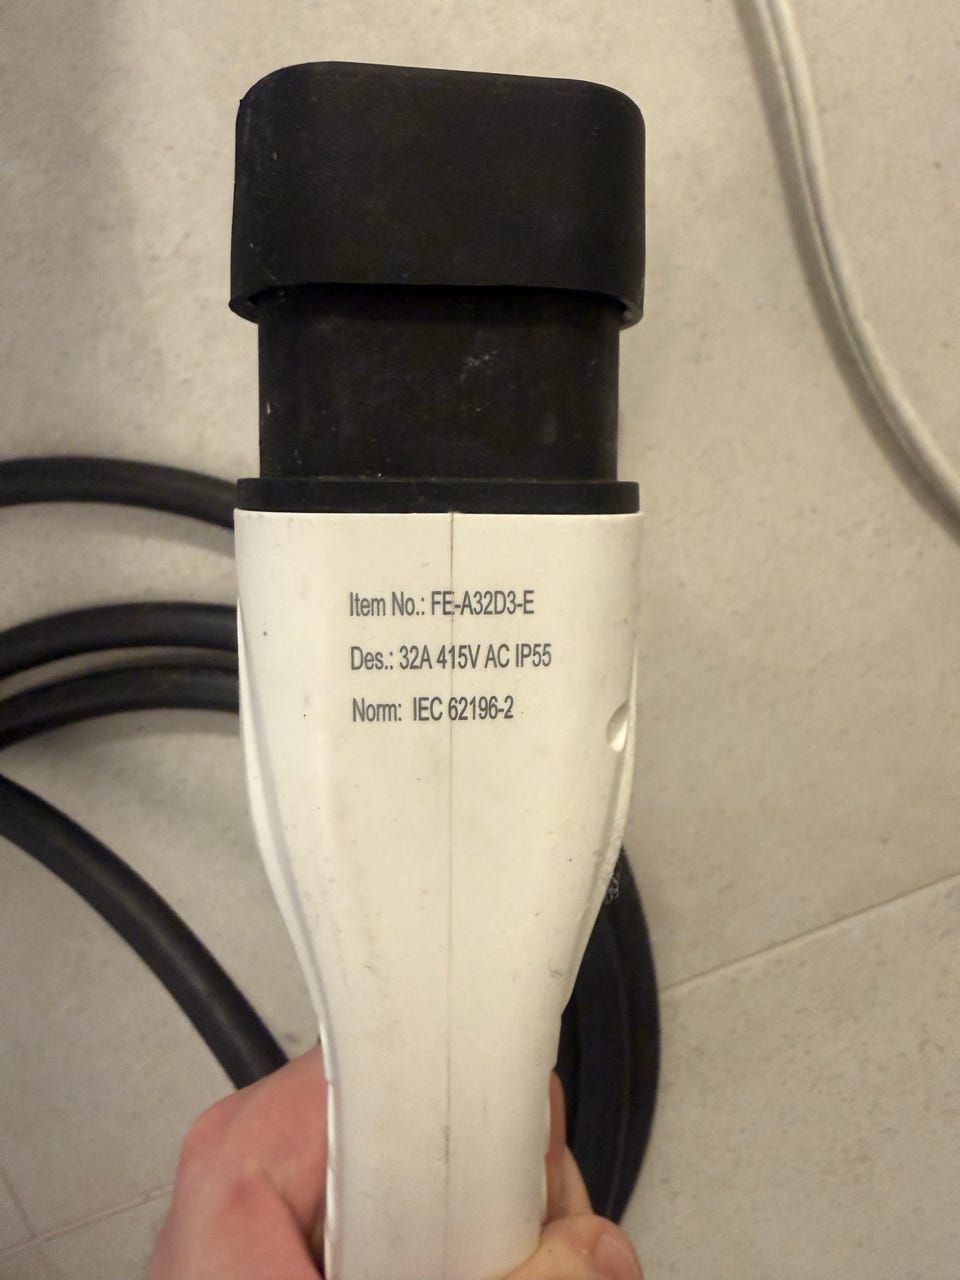 Item No.: FE-A32D3-E
Des.: 32A 415V AC IP55
Norm: IEC 62196-2